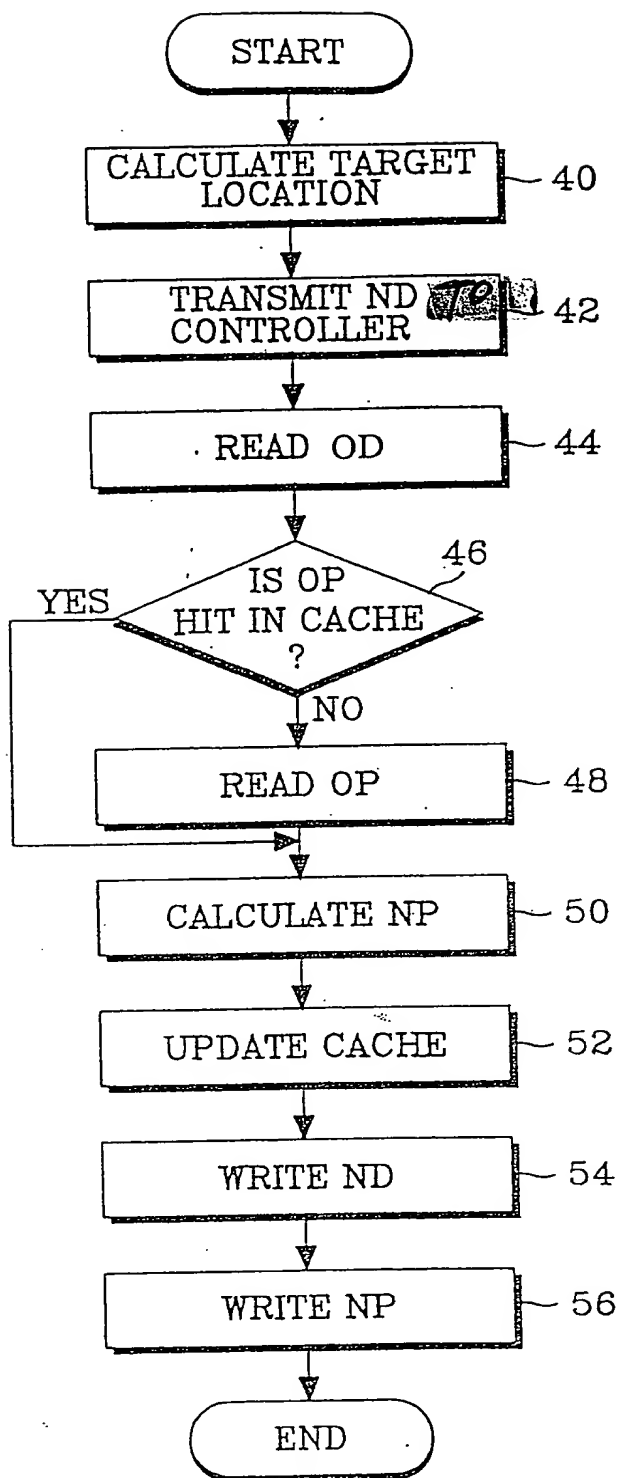 START
CALCULATE TARGET
LOCATION
40
TRANSMIT ND TO
CONTROLLER
42
READ OD
44
IS OP
HIT IN CACHE
?
46
YES
NO
READ OP
48
CALCULATE NP
50
UPDATE CACHE
52
WRITE ND
54
WRITE NP
56
END